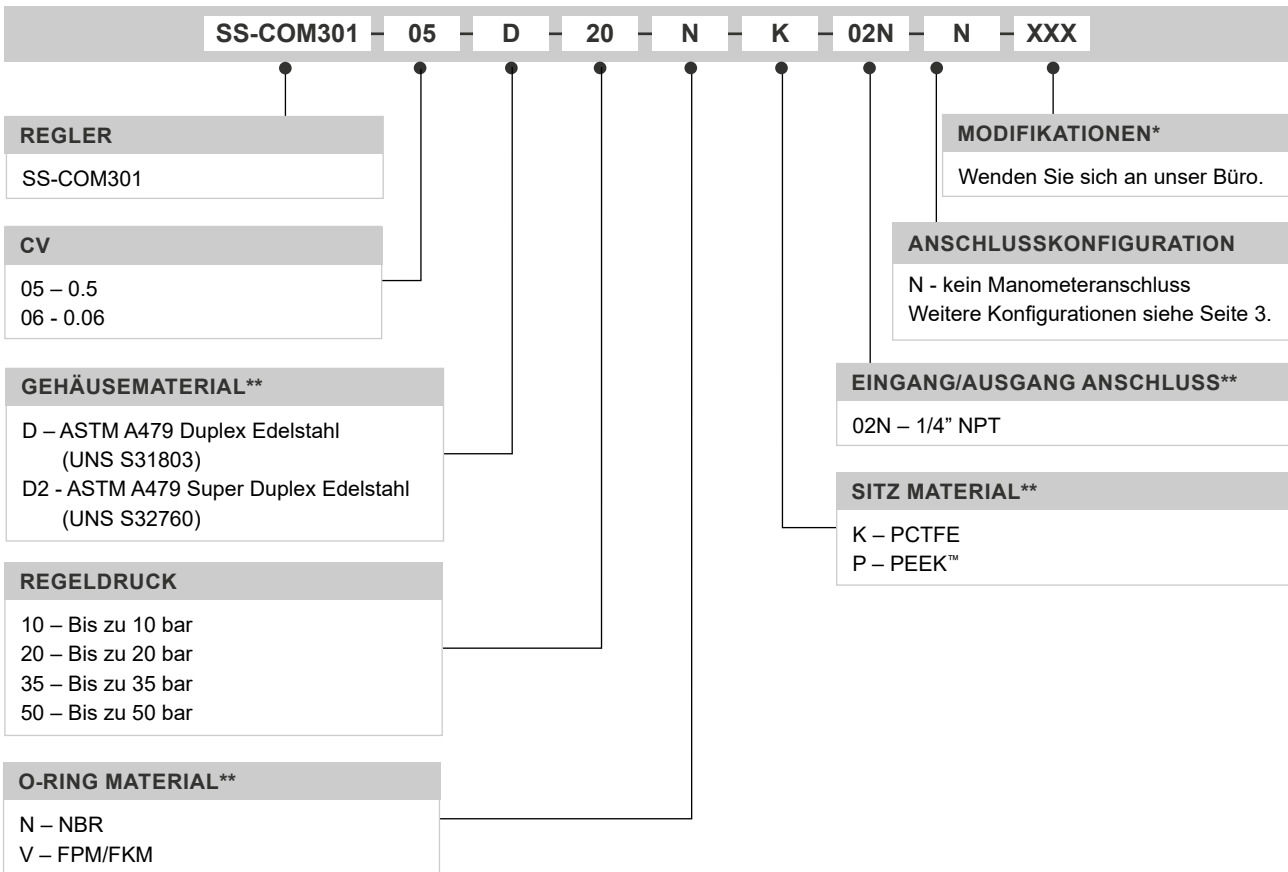 SS-COM301 – 05 – D – 20 – N – K – 02N – N – XXX
REGLER
SS-COM301
CV
05 – 0.5
06 - 0.06
GEHÄUSEMATERIAL**
D – ASTM A479 Duplex Edelstahl
(UNS S31803)
D2 - ASTM A479 Super Duplex Edelstahl
(UNS S32760)
REGELDRUCK
10 – Bis zu 10 bar
20 – Bis zu 20 bar
35 – Bis zu 35 bar
50 – Bis zu 50 bar
O-RING MATERIAL**
N – NBR
V – FPM/FKM
MODIFIKATIONEN*
Wenden Sie sich an unser Büro.
ANSCHLUSSKONFIGURATION
N - kein Manometeranschluss
Weitere Konfigurationen siehe Seite 3.
EINGANG/AUSGANG ANSCHLUSS**
02N – 1/4” NPT
SITZ MATERIAL**
K – PCTFE
P – PEEK™